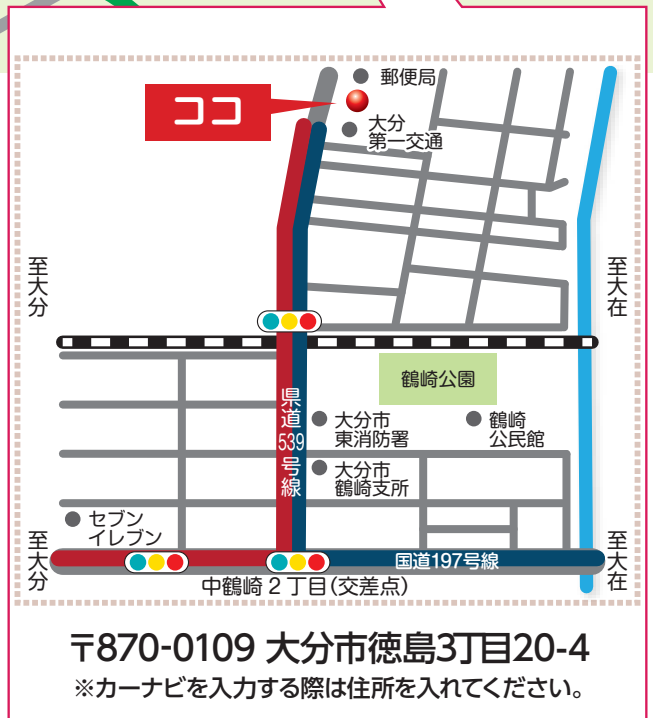 郵便局
ココ
大分
第一交通
至大分
至大在
鶴崎公園
県道539号線
大分市
東消防署
鶴崎
公民館
大分市
鶴崎支所
セブン
イレブン
至大分
国道197号線
至大在
中鶴崎2丁目(交差点)
〒870-0109 大分市徳島3丁目20-4
※カーナビを入力する際は住所を入れてください。